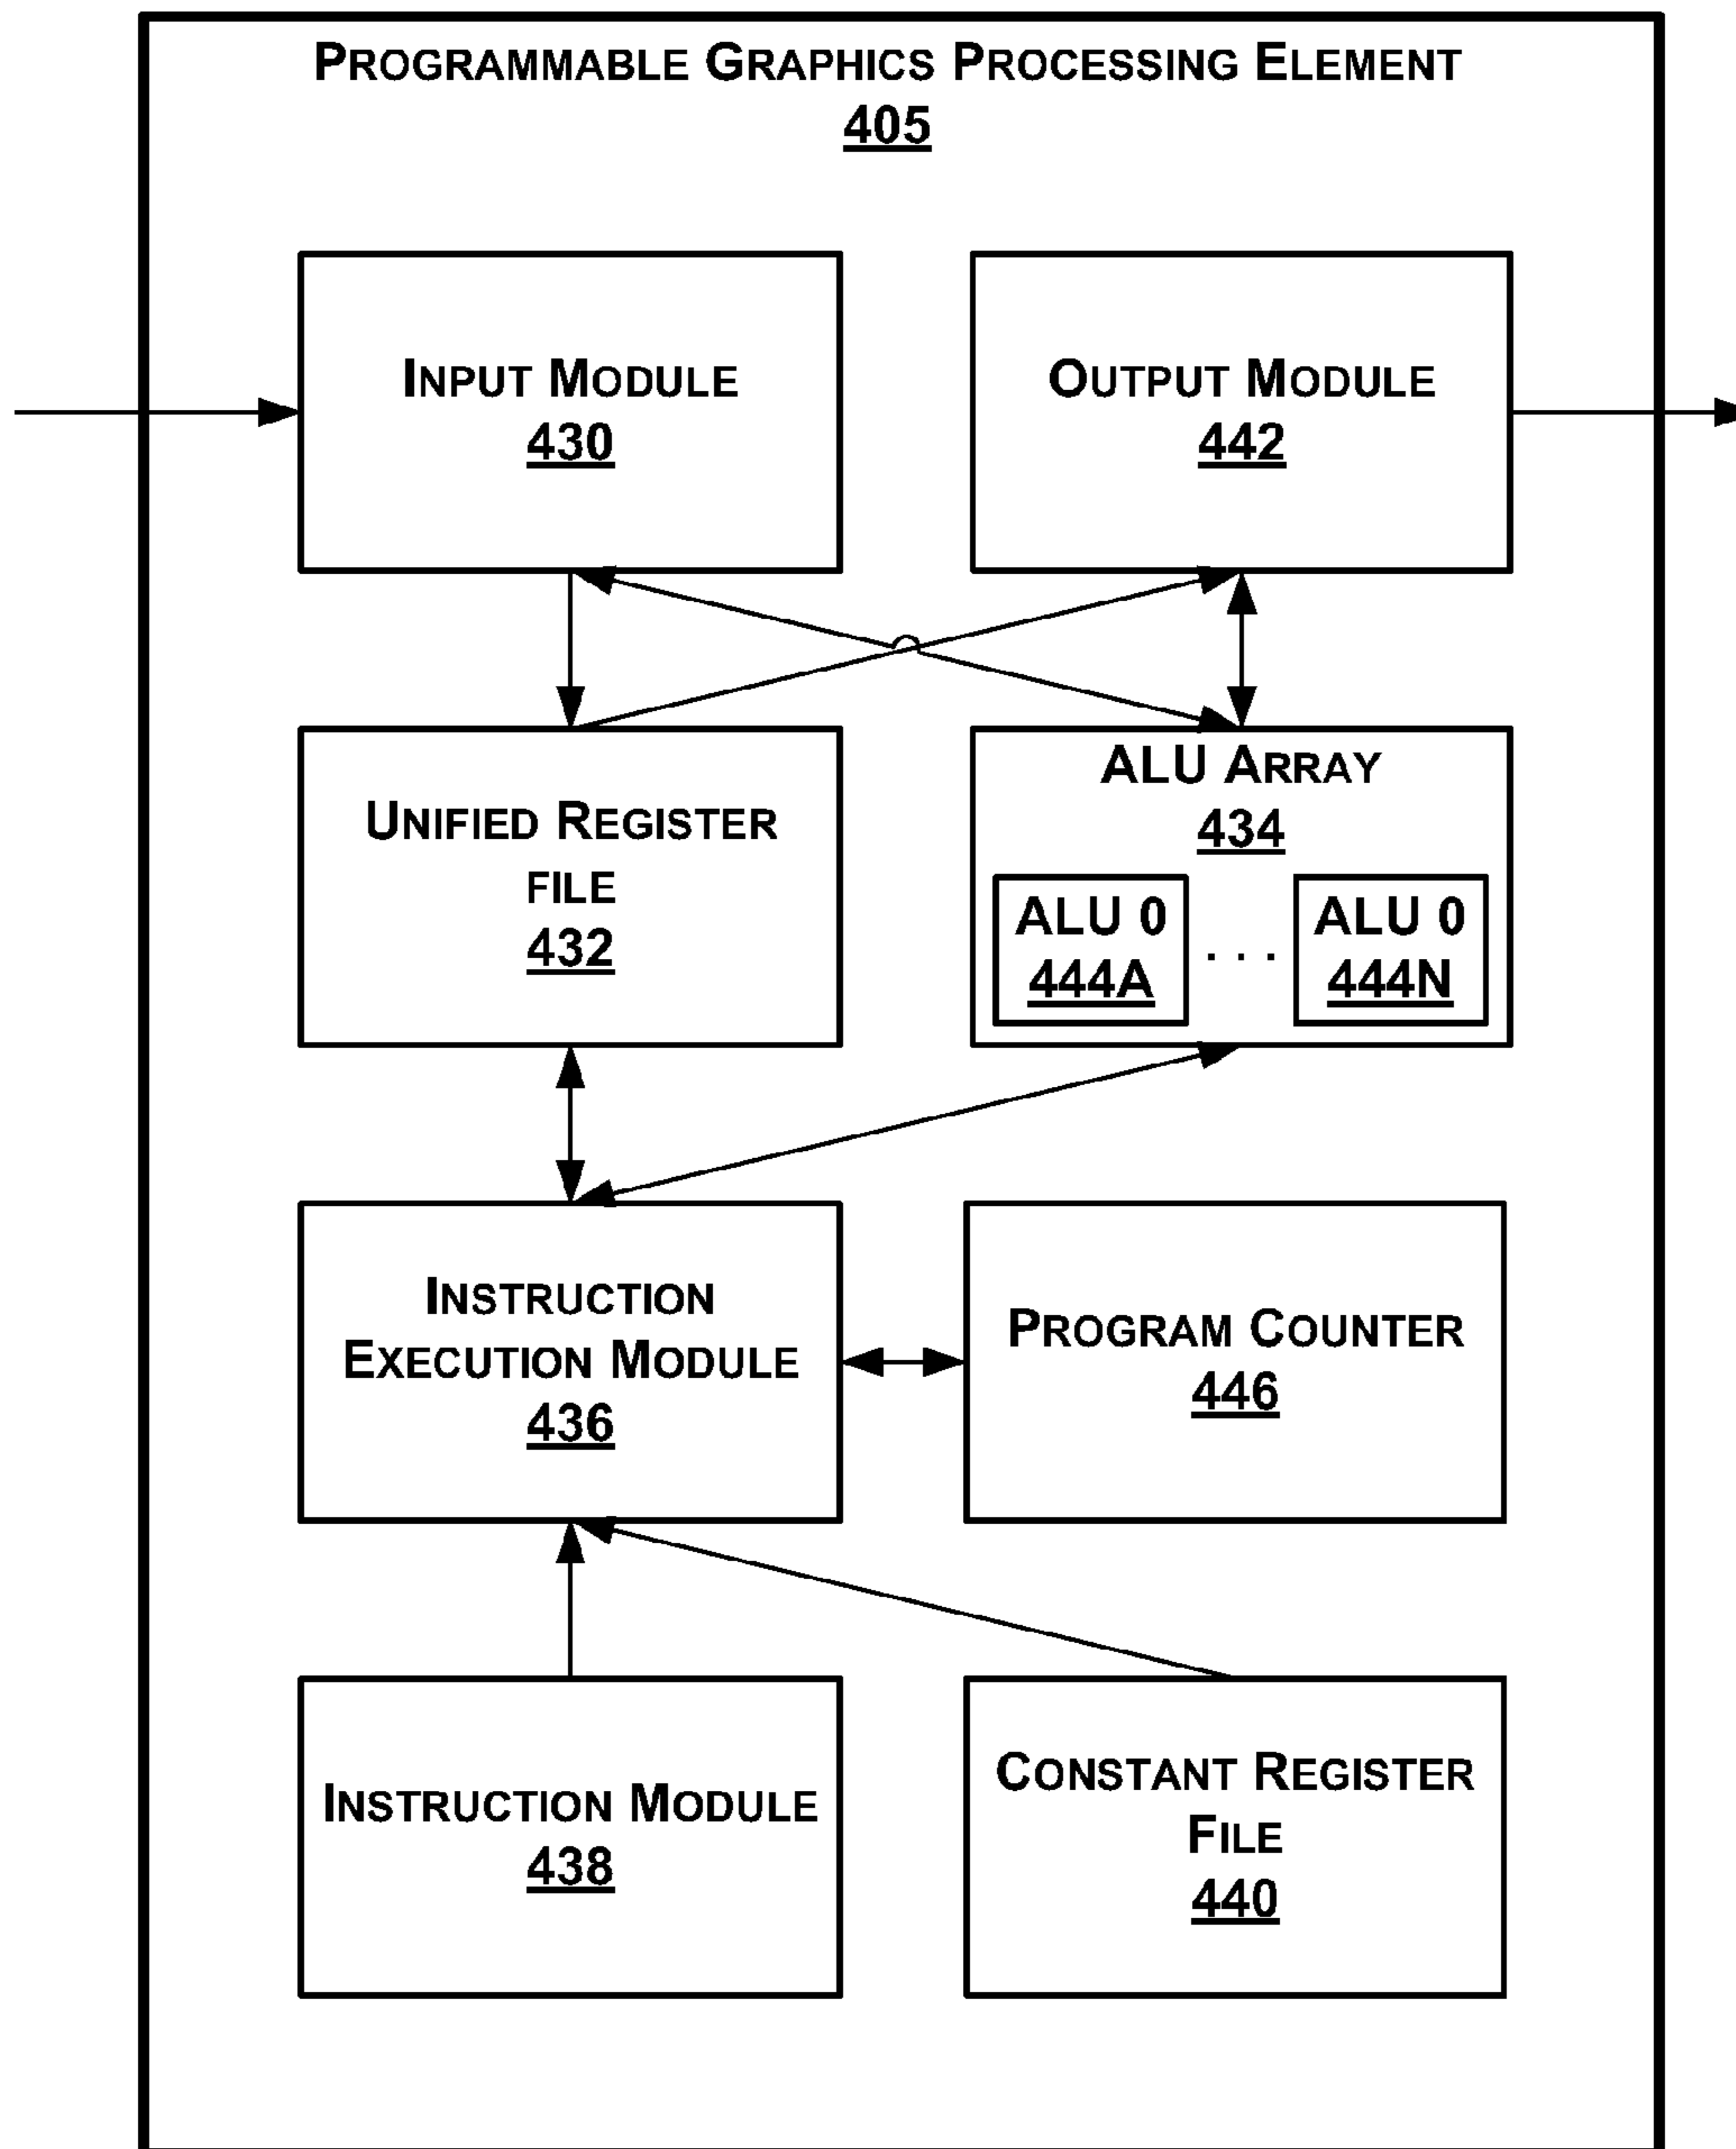 PROGRAMMABLE GRAPHICS PROCESSING ELEMENT
405
INPUT MODULE
430
OUTPUT MODULE
442
UNIFIED REGISTER
FILE
432
ALU ARRAY
434
ALU 0
444A
. . .
ALU 0
444N
INSTRUCTION
EXECUTION MODULE
436
PROGRAM COUNTER
446
INSTRUCTION MODULE
438
CONSTANT REGISTER
FILE
440